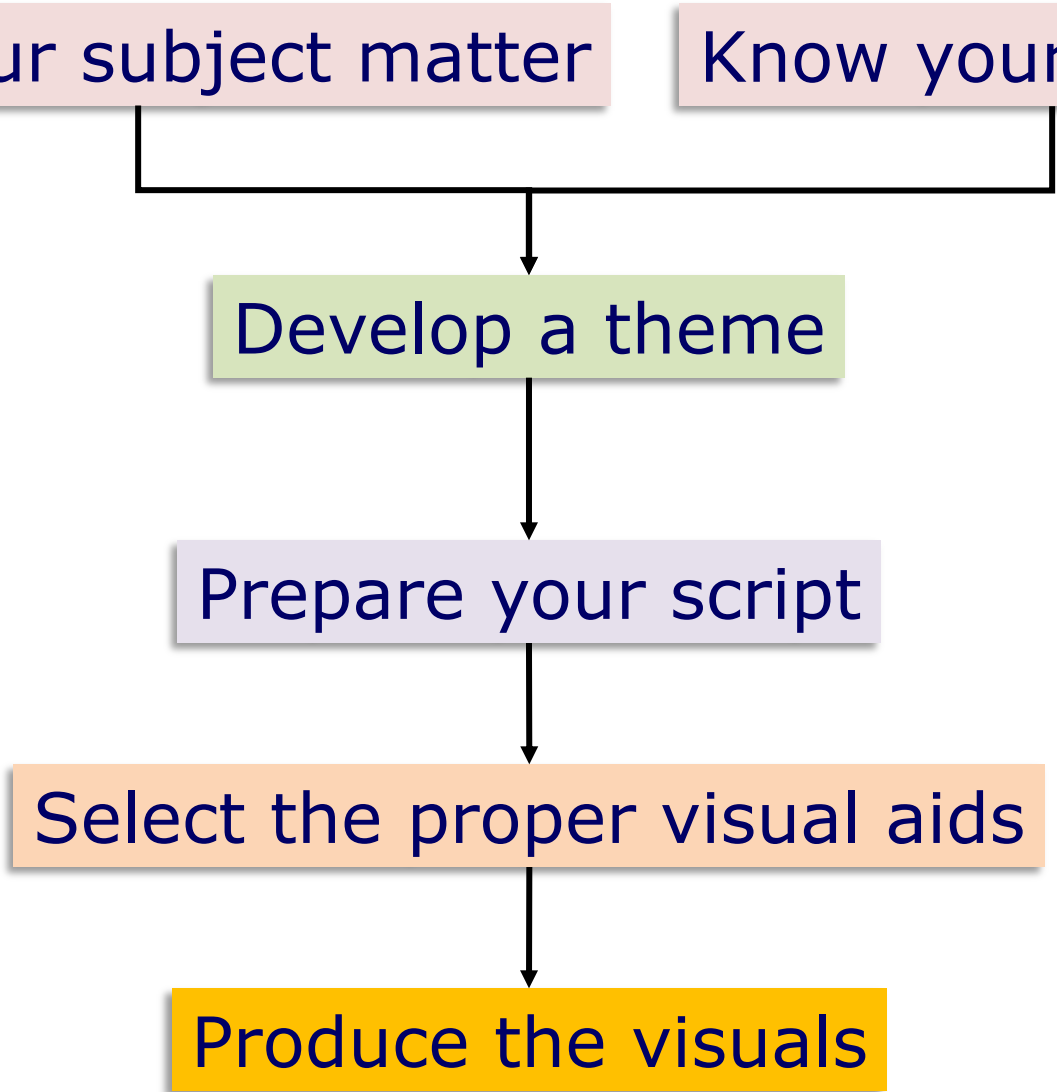 ur subject matter
Know your
Develop a theme
Prepare your script
Select the proper visual aids
Produce the visuals